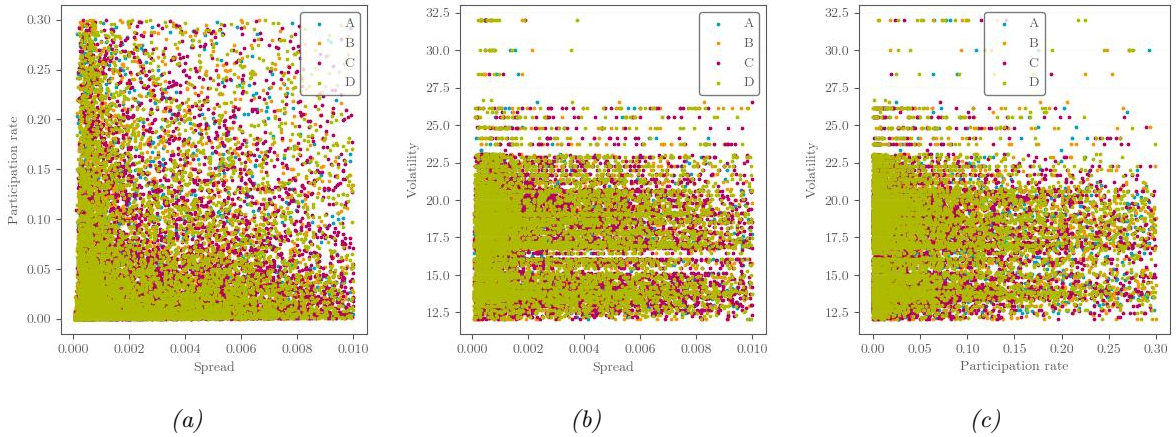 0.30
0.25
0.20
0.15
0.10
0.05
0.00
Participation rate
A
B
C
D
0.000 0.002 0.004 0.006 0.008 0.010
Spread
(a)
32.5
30.0
27.5
25.0
22.5
20.0
17.5
15.0
12.5
Volatility
A
B
C
D
0.000 0.002 0.004 0.006 0.008 0.010
Spread
(b)
32.5
30.0
27.5
25.0
22.5
20.0
17.5
15.0
12.5
Volatility
A
B
C
D
0.00 0.05 0.10 0.15 0.20 0.25 0.30
Participation rate
(c)